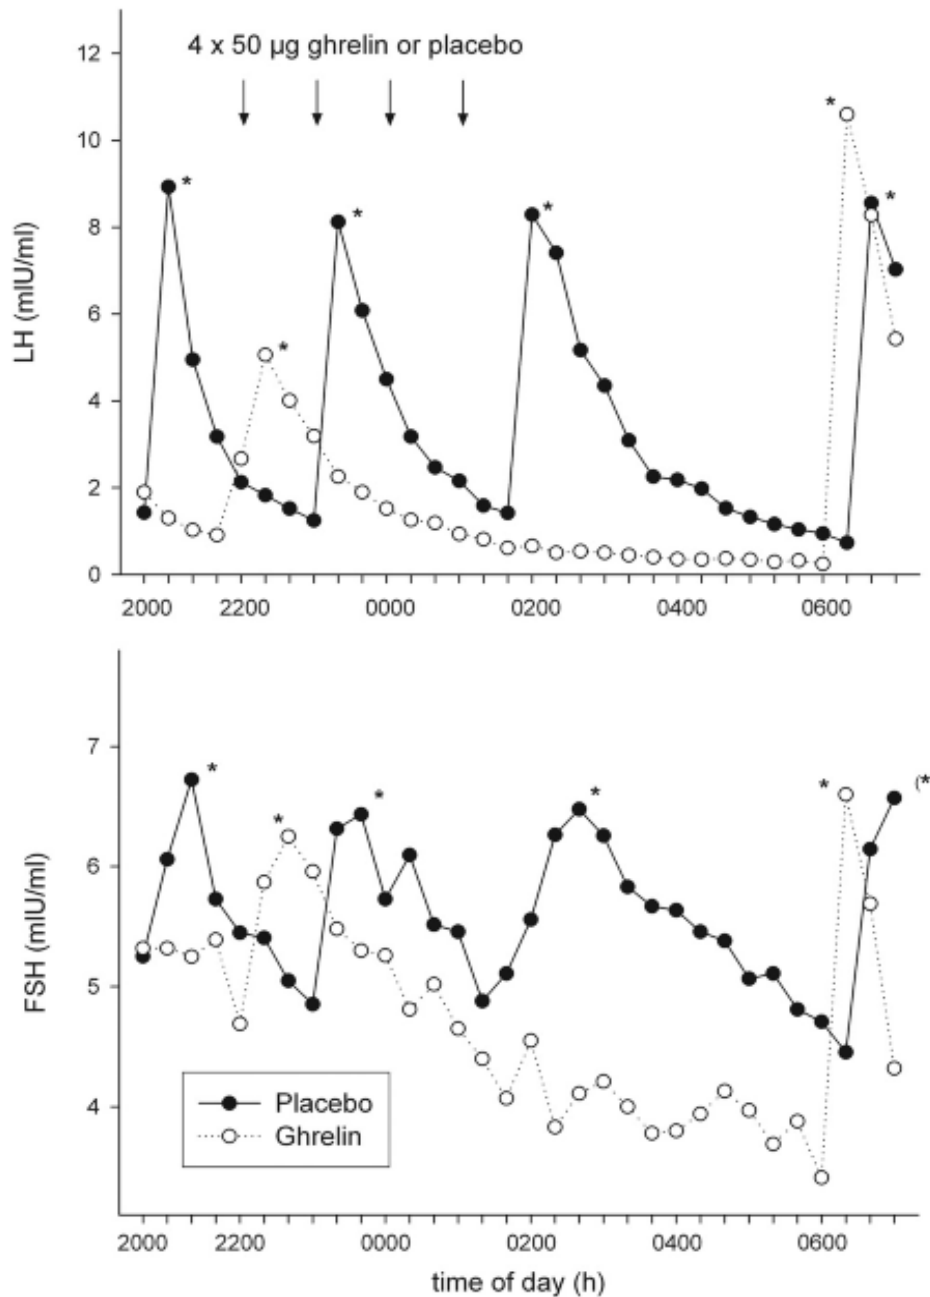 4 x 50 µg ghrelin or placebo
12
10
8
6
4
2
0
LH (mIU/ml)
* * * * * *
2000 2200 0000 0200 0400 0600
7
6
5
4
FSH (mIU/ml)
* * * * * (*
Placebo
Ghrelin
2000 2200 0000 0200 0400 0600
time of day (h)